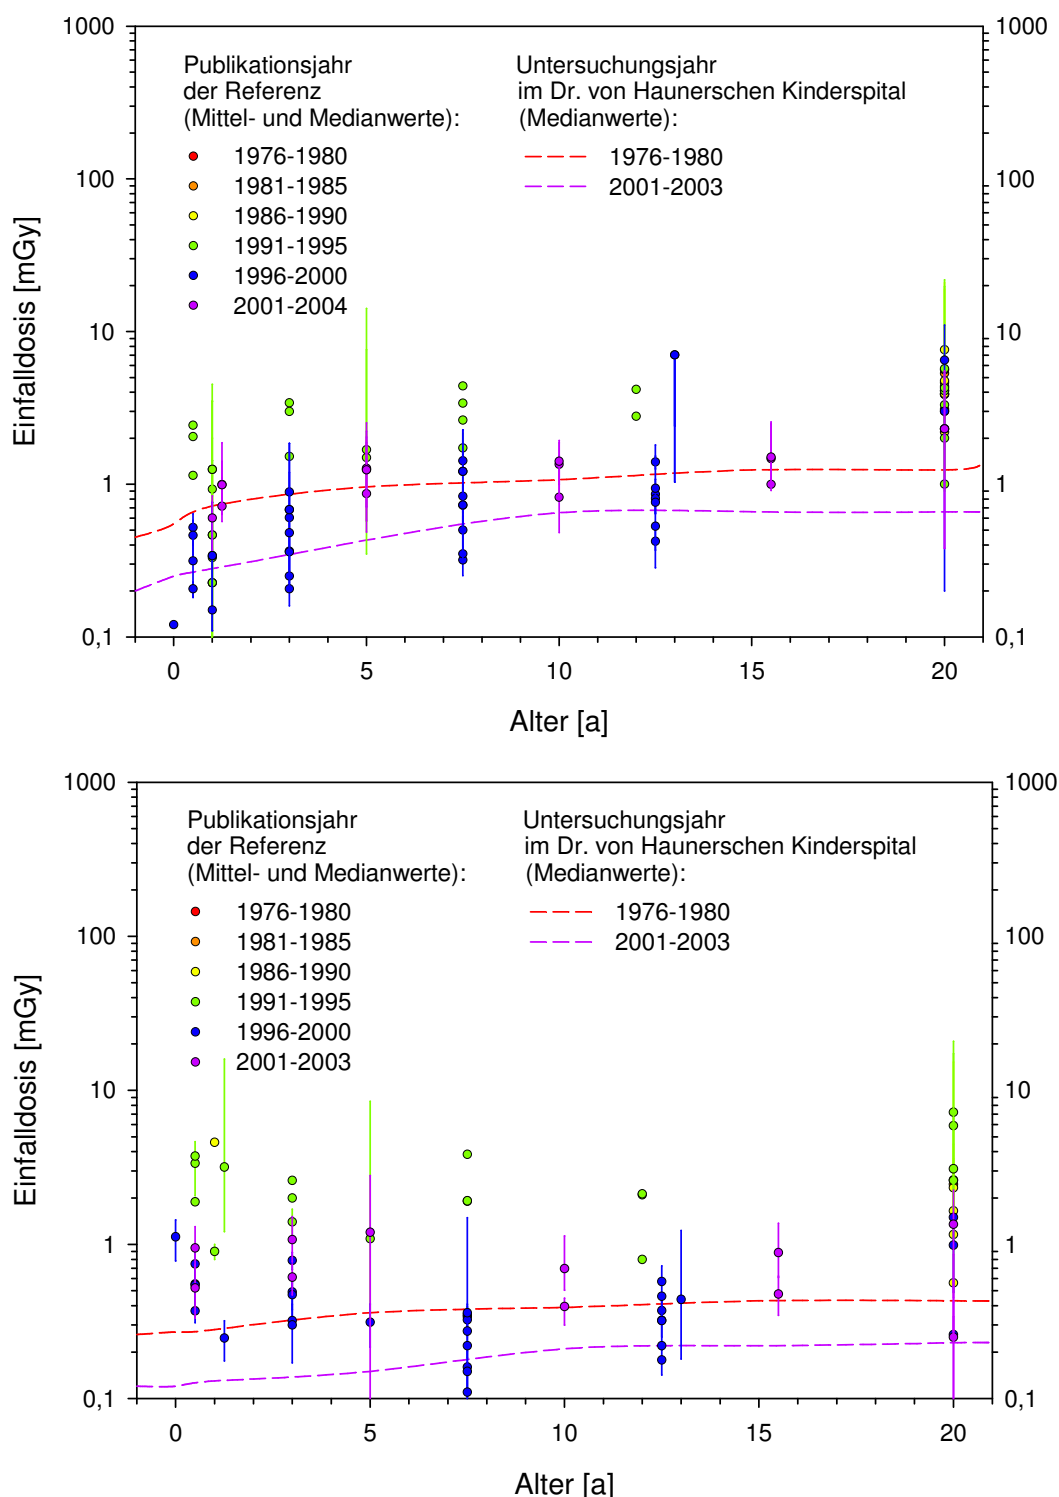 1000
100
10
1
0,1
Einfalldosis [mGy]
Publikationsjahr
der Referenz
(Mittel- und Medianwerte):
1976-1980
1981-1985
1986-1990
1991-1995
1996-2000
2001-2004
Untersuchungsjahr
im Dr. von Haunerschen Kinderspital
(Medianwerte):
1976-1980
2001-2003
1000
100
10
1
0,1
0 5 10 15 20
Alter [a]
1000
100
10
1
0,1
Einfalldosis [mGy]
Publikationsjahr
der Referenz
(Mittel- und Medianwerte):
1976-1980
1981-1985
1986-1990
1991-1995
1996-2000
2001-2003
Untersuchungsjahr
im Dr. von Haunerschen Kinderspital
(Medianwerte):
1976-1980
2001-2003
1000
100
10
1
0,1
0 5 10 15 20
Alter [a]